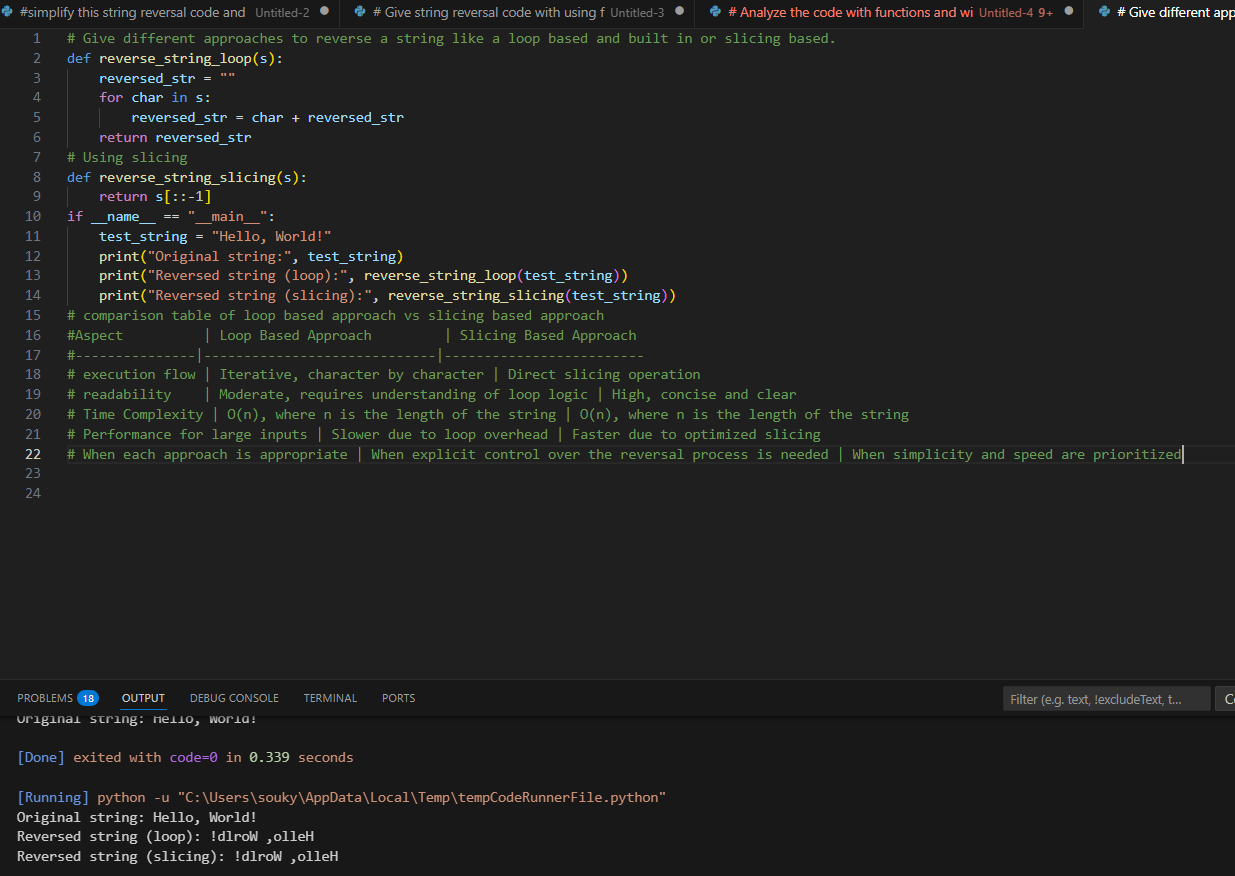 #simplify this string reversal code and Untitled-2
# Give string reversal code with using f Untitled-3
# Analyze the code with functions and wi Untitled-4 9+
# Give different app
1 # Give different approaches to reverse a string like a loop based and built in or slicing based.
2 def reverse_string_loop(s):
3     reversed_str = ""
4     for char in s:
5         reversed_str = char + reversed_str
6     return reversed_str
7 # Using slicing
8 def reverse_string_slicing(s):
9     return s[::-1]
10 if __name__ == "__main__":
11     test_string = "Hello, World!"
12     print("Original string:", test_string)
13     print("Reversed string (loop):", reverse_string_loop(test_string))
14     print("Reversed string (slicing):", reverse_string_slicing(test_string))
15 # comparison table of loop based approach vs slicing based approach
16 #Aspect          | Loop Based Approach         | Slicing Based Approach
17 #---------------|-----------------------------|-------------------------
18 # execution flow | Iterative, character by character | Direct slicing operation
19 # readability    | Moderate, requires understanding of loop logic | High, concise and clear
20 # Time Complexity | O(n), where n is the length of the string | O(n), where n is the length of the string
21 # Performance for large inputs | Slower due to loop overhead | Faster due to optimized slicing
22 # When each approach is appropriate | When explicit control over the reversal process is needed | When simplicity and speed are prioritized
23
24
PROBLEMS 18 OUTPUT DEBUG CONSOLE TERMINAL PORTS Filter (e.g. text, !excludeText, t...
Original string: Hello, World!
[Done] exited with code=0 in 0.339 seconds
[Running] python -u "C:\Users\souky\AppData\Local\Temp\tempCodeRunnerFile.python"
Original string: Hello, World!
Reversed string (loop): !dlroW ,olleH
Reversed string (slicing): !dlroW ,olleH